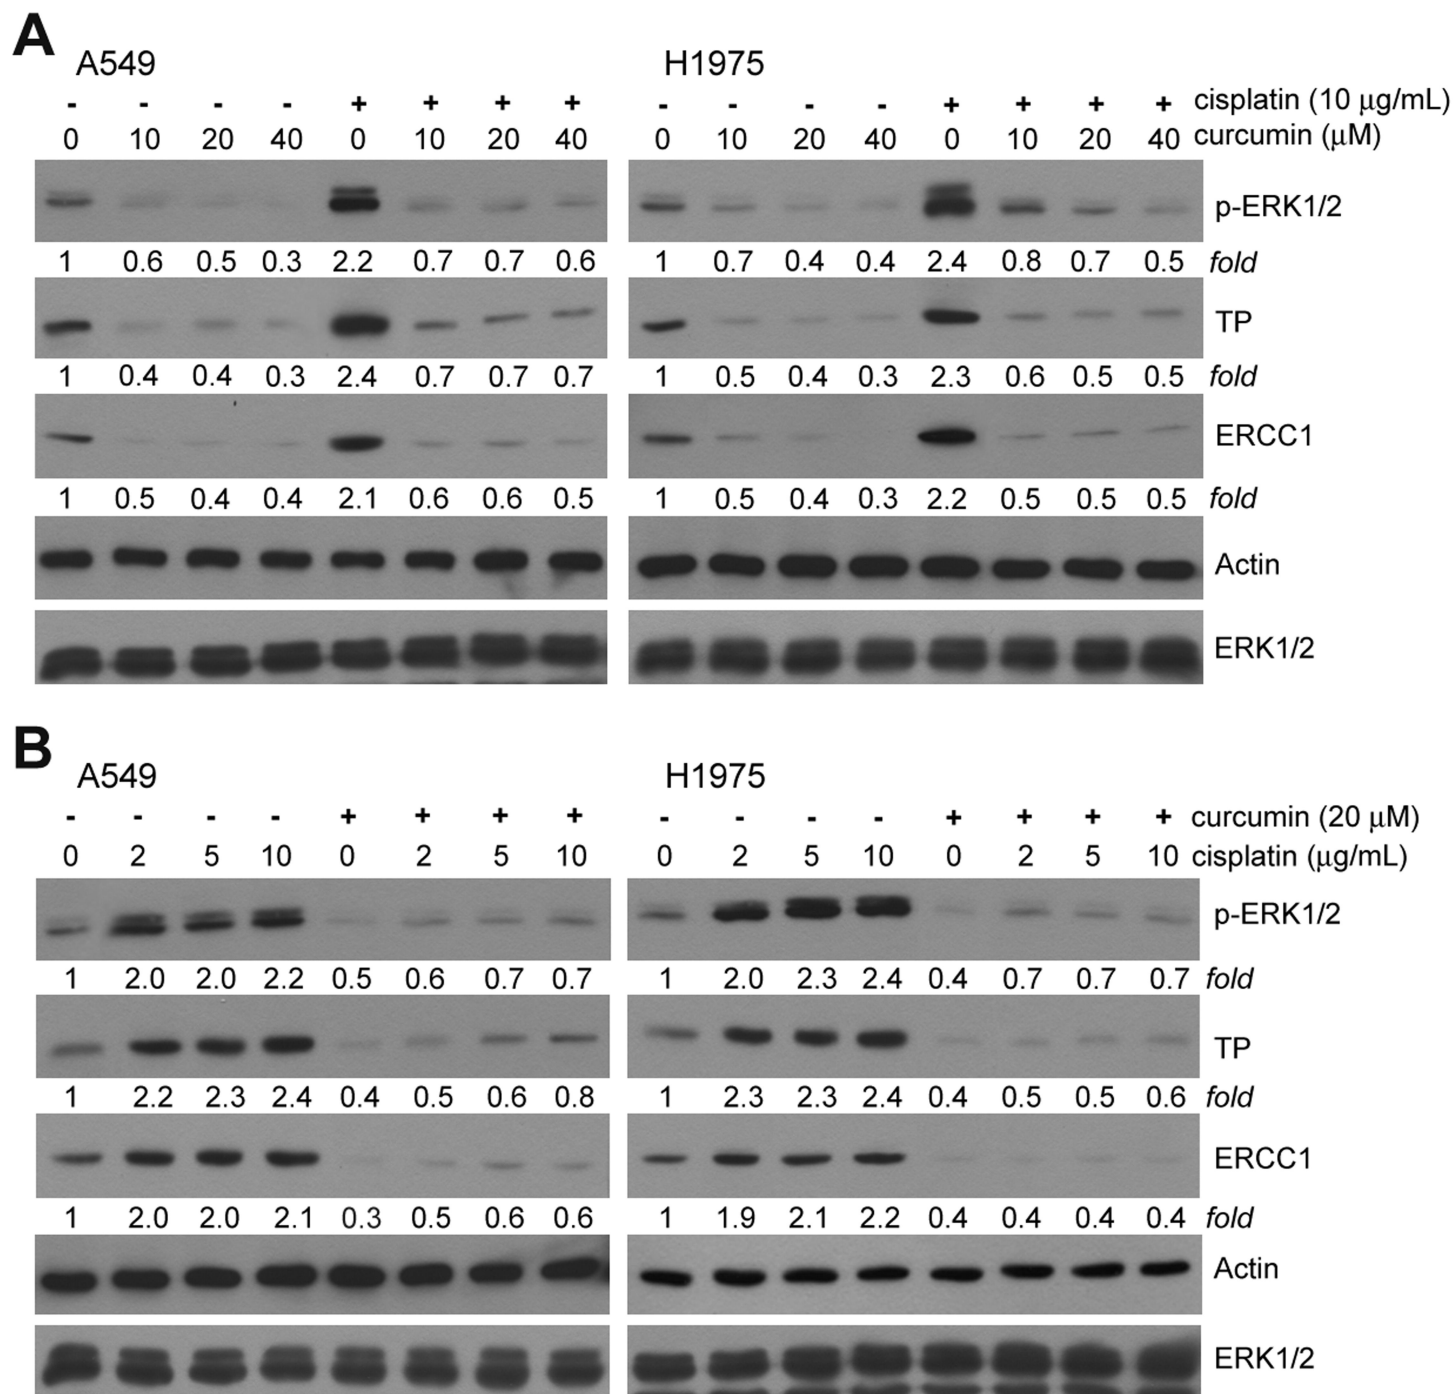 A
A549 H1975
- - - - + + + + - - - - + + + + cisplatin (10 μg/mL)
0 10 20 40 0 10 20 40 0 10 20 40 0 10 20 40 curcumin (μM)
p-ERK1/2
1 0.6 0.5 0.3 2.2 0.7 0.7 0.6 1 0.7 0.4 0.4 2.4 0.8 0.7 0.5 fold
TP
1 0.4 0.4 0.3 2.4 0.7 0.7 0.7 1 0.5 0.4 0.3 2.3 0.6 0.5 0.5 fold
ERCC1
1 0.5 0.4 0.4 2.1 0.6 0.6 0.5 1 0.5 0.4 0.3 2.2 0.5 0.5 0.5 fold
Actin
ERK1/2
B
A549 H1975
- - - - + + + + - - - - + + + + curcumin (20 μM)
0 2 5 10 0 2 5 10 0 2 5 10 0 2 5 10 cisplatin (μg/mL)
p-ERK1/2
1 2.0 2.0 2.2 0.5 0.6 0.7 0.7 1 2.0 2.3 2.4 0.4 0.7 0.7 0.7 fold
TP
1 2.2 2.3 2.4 0.4 0.5 0.6 0.8 1 2.3 2.3 2.4 0.4 0.5 0.5 0.6 fold
ERCC1
1 2.0 2.0 2.1 0.3 0.5 0.6 0.6 1 1.9 2.1 2.2 0.4 0.4 0.4 0.4 fold
Actin
ERK1/2